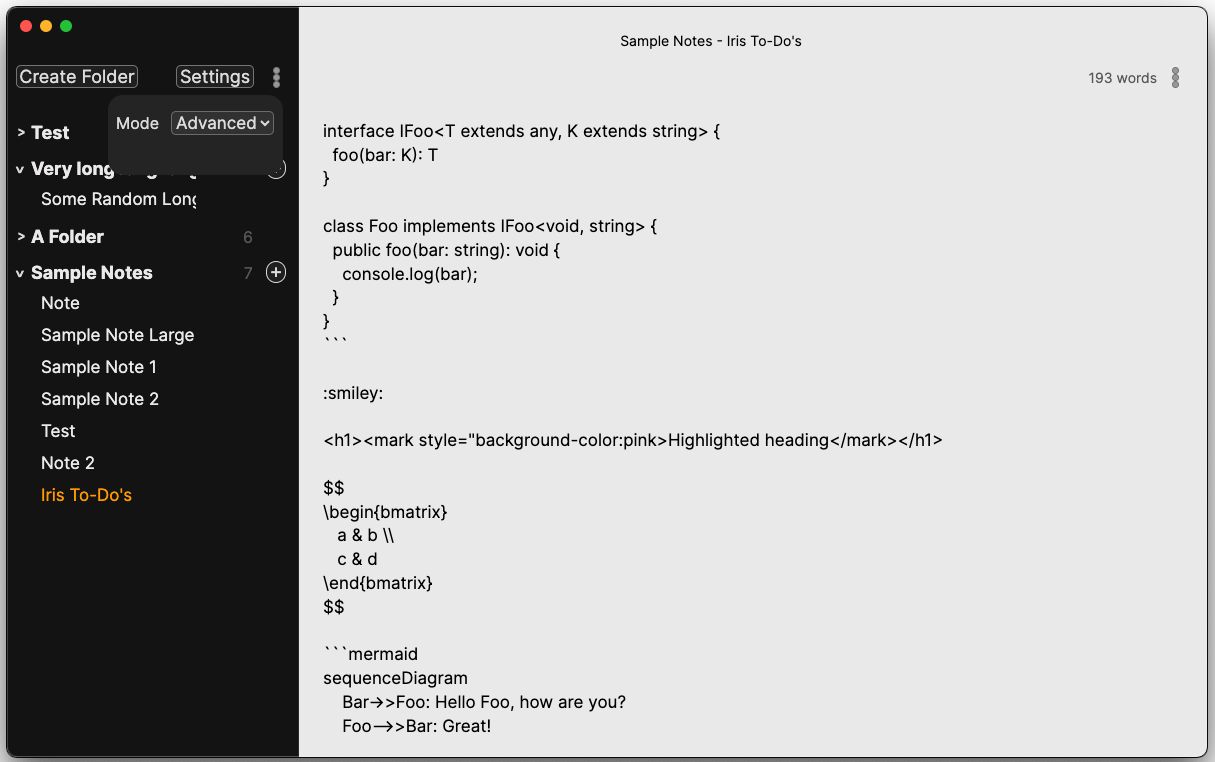 Sample Notes - Iris To-Do's
Create Folder
Settings
193 words
Mode
Advanced
> Test
v Very long
Some Random Long
> A Folder
6
v Sample Notes
7
+
Note
Sample Note Large
Sample Note 1
Sample Note 2
Test
Note 2
Iris To-Do's
interface IFoo<T extends any, K extends string> {
  foo(bar: K): T
}
class Foo implements IFoo<void, string> {
  public foo(bar: string): void {
    console.log(bar);
  }
}
```
:smiley:
<h1><mark style="background-color:pink>Highlighted heading</mark></h1>
$$
\begin{bmatrix}
   a & b \\
   c & d
\end{bmatrix}
$$
```mermaid
sequenceDiagram
    Bar->>Foo: Hello Foo, how are you?
    Foo-->>Bar: Great!